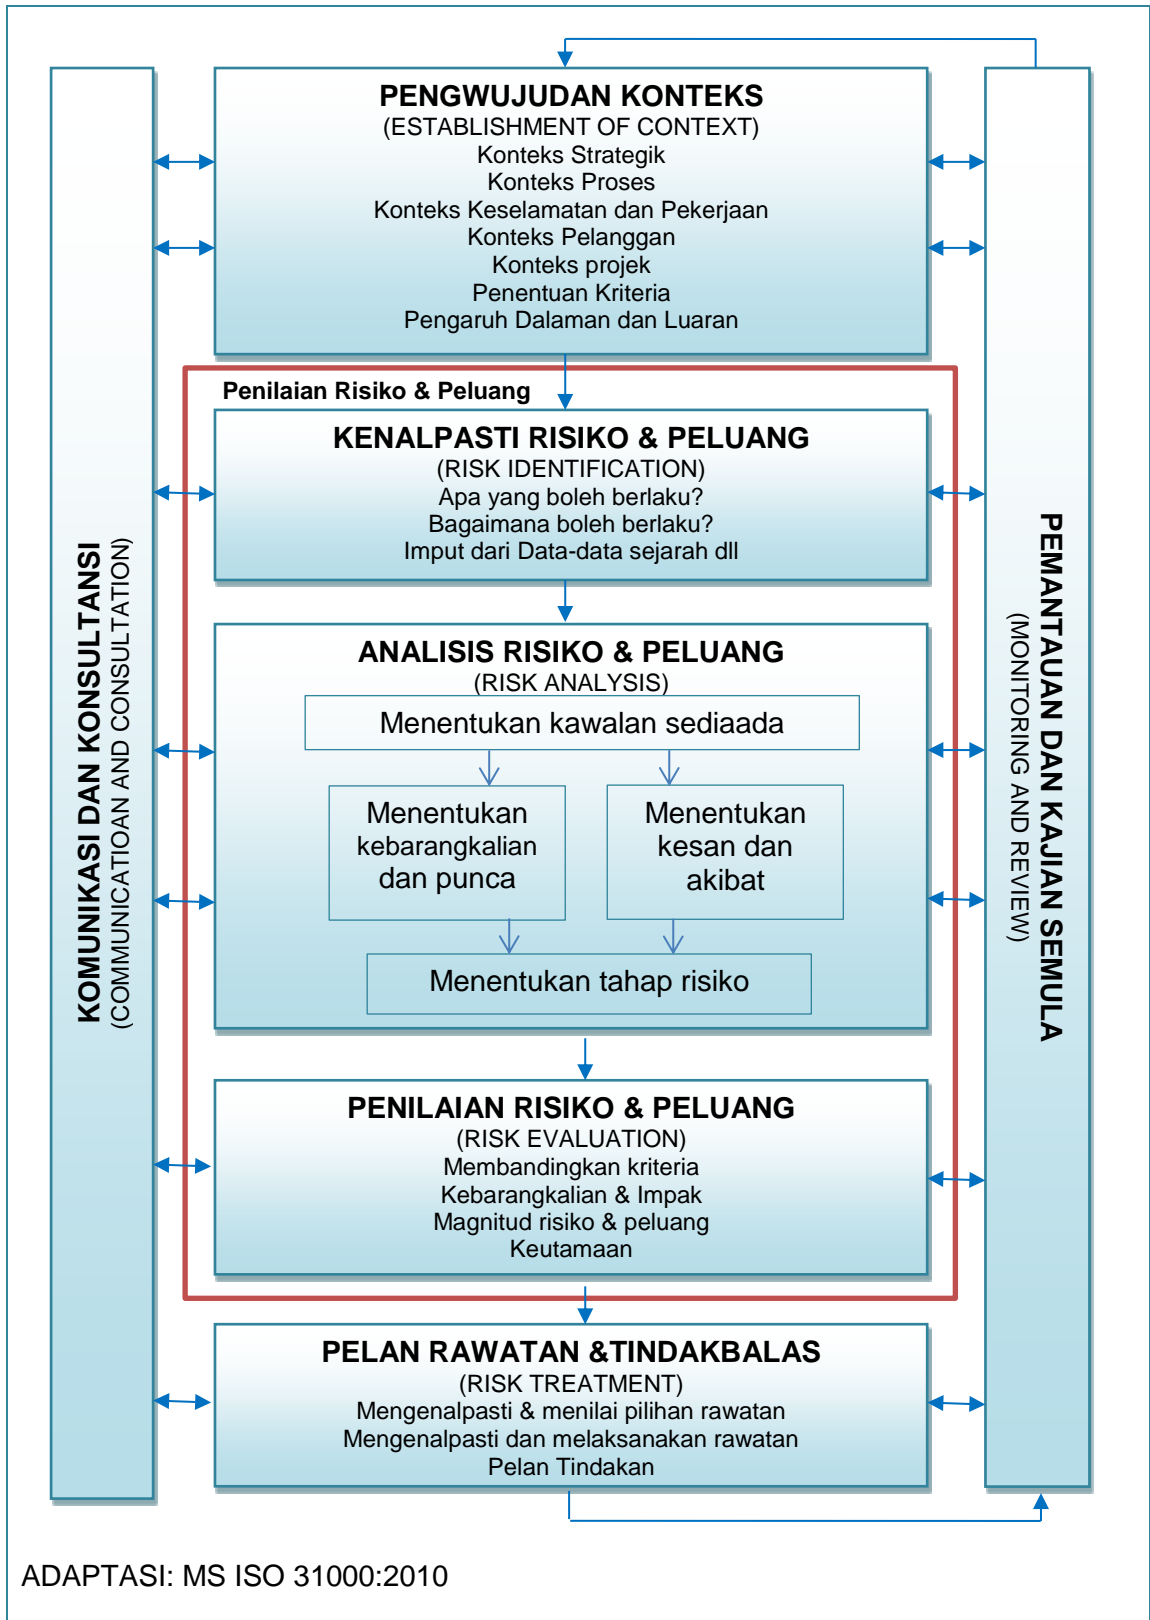 PENGWUJUDAN KONTEKS
(ESTABLISHMENT OF CONTEXT)
Konteks Strategik
Konteks Proses
Konteks Keselamatan dan Pekerjaan
Konteks Pelanggan
Konteks projek
Penentuan Kriteria
Pengaruh Dalaman dan Luaran
Penilaian Risiko & Peluang
KENALPASTI RISIKO & PELUANG
(RISK IDENTIFICATION)
Apa yang boleh berlaku?
Bagaimana boleh berlaku?
Imput dari Data-data sejarah dll
KOMUNIKASI DAN KONSULTANSI
(COMMUNICATIOAN AND CONSULTATION)
PEMANTAUAN DAN KAJIAN SEMULA
(MONITORING AND REVIEW)
ANALISIS RISIKO & PELUANG
(RISK ANALYSIS)
Menentukan kawalan sediaada
Menentukan
kebarangkalian
dan punca
Menentukan
kesan dan
akibat
Menentukan tahap risiko
PENILAIAN RISIKO & PELUANG
(RISK EVALUATION)
Membandingkan kriteria
Kebarangkalian & Impak
Magnitud risiko & peluang
Keutamaan
PELAN RAWATAN &TINDAKBALAS
(RISK TREATMENT)
Mengenalpasti & menilai pilihan rawatan
Mengenalpasti dan melaksanakan rawatan
Pelan Tindakan
ADAPTASI: MS ISO 31000:2010